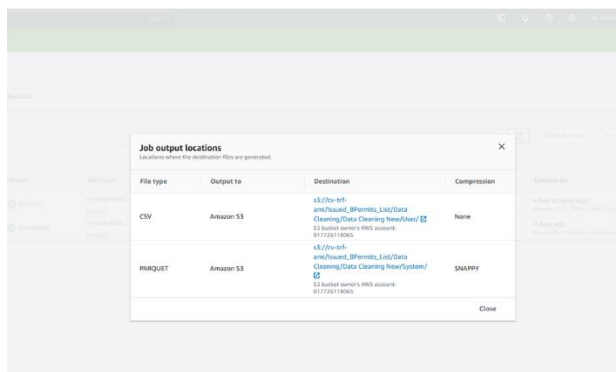 Job output locations
Locations where the destination files are generated.
File type Output to Destination Compression
CSV Amazon S3 s3://cv-trf-
ami/Issued_BPermits_List/Data
Cleaning/Data Cleaning New/User/
S3 bucket owner's AWS account:
017726118065
None
PARQUET Amazon S3 s3://cv-trf-
ami/Issued_BPermits_List/Data
Cleaning/Data Cleaning New/System/
S3 bucket owner's AWS account:
017726118065
SNAPPY
Close